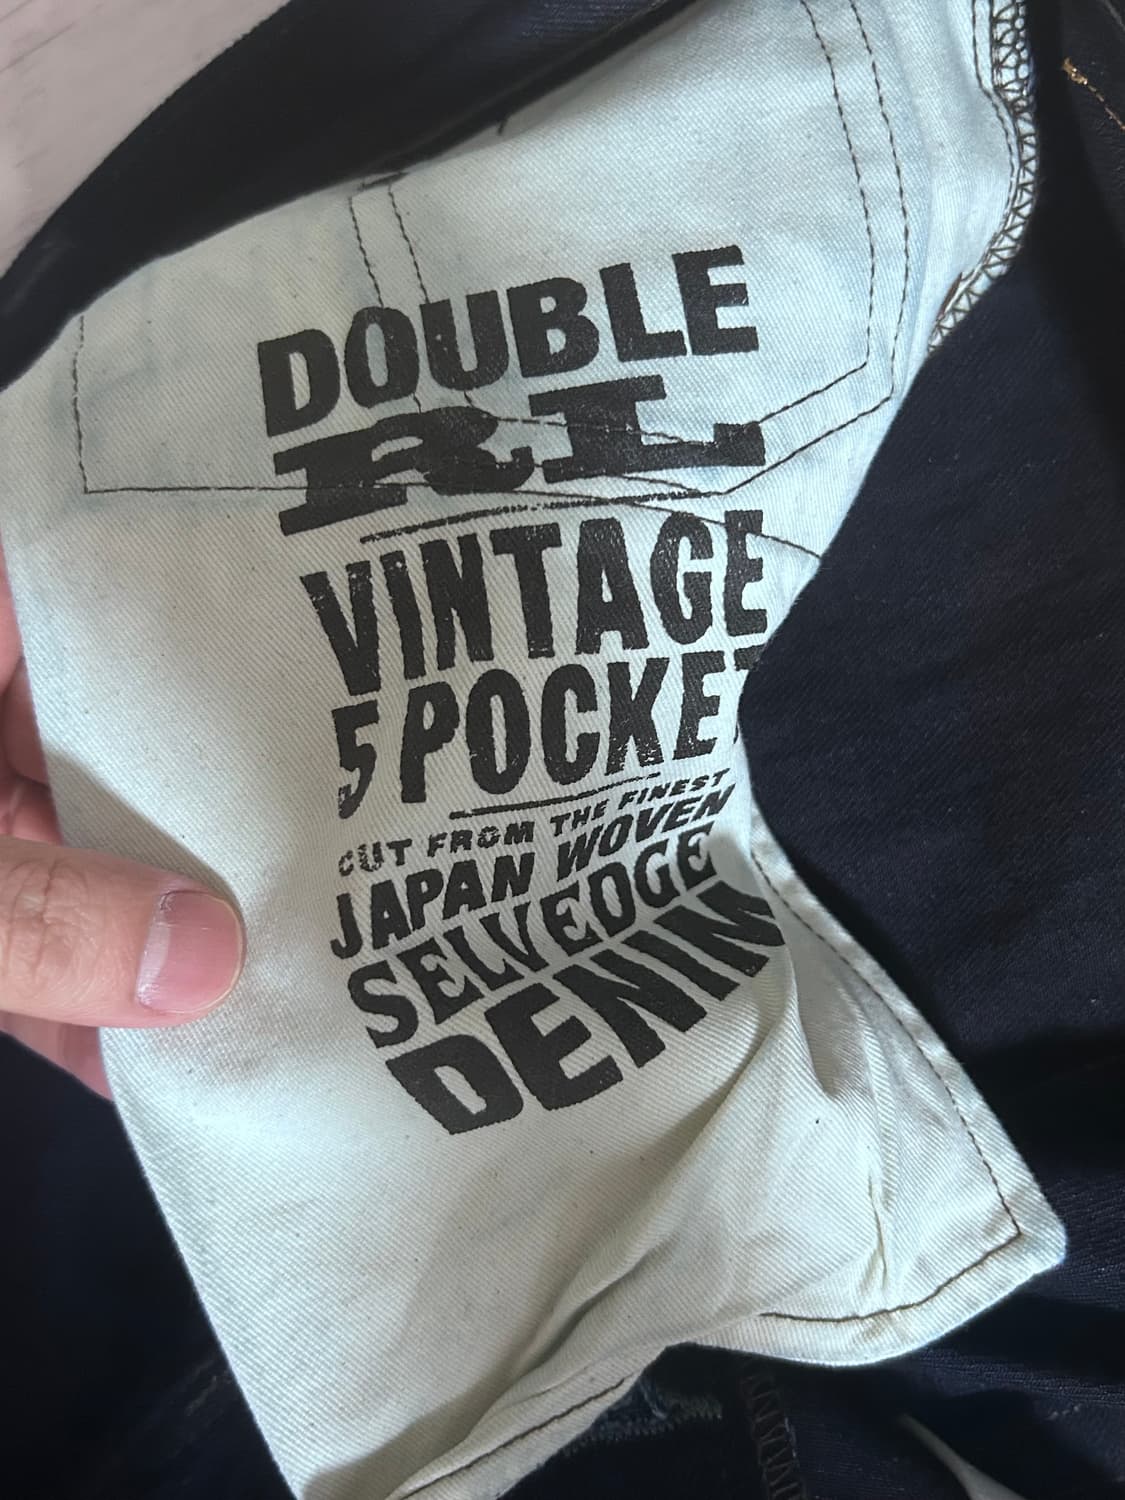 DOUBLE
RL
VINTAGE
5 POCKET
CUT FROM THE FINEST
JAPAN WOVEN
SELVEDGE
DENIM